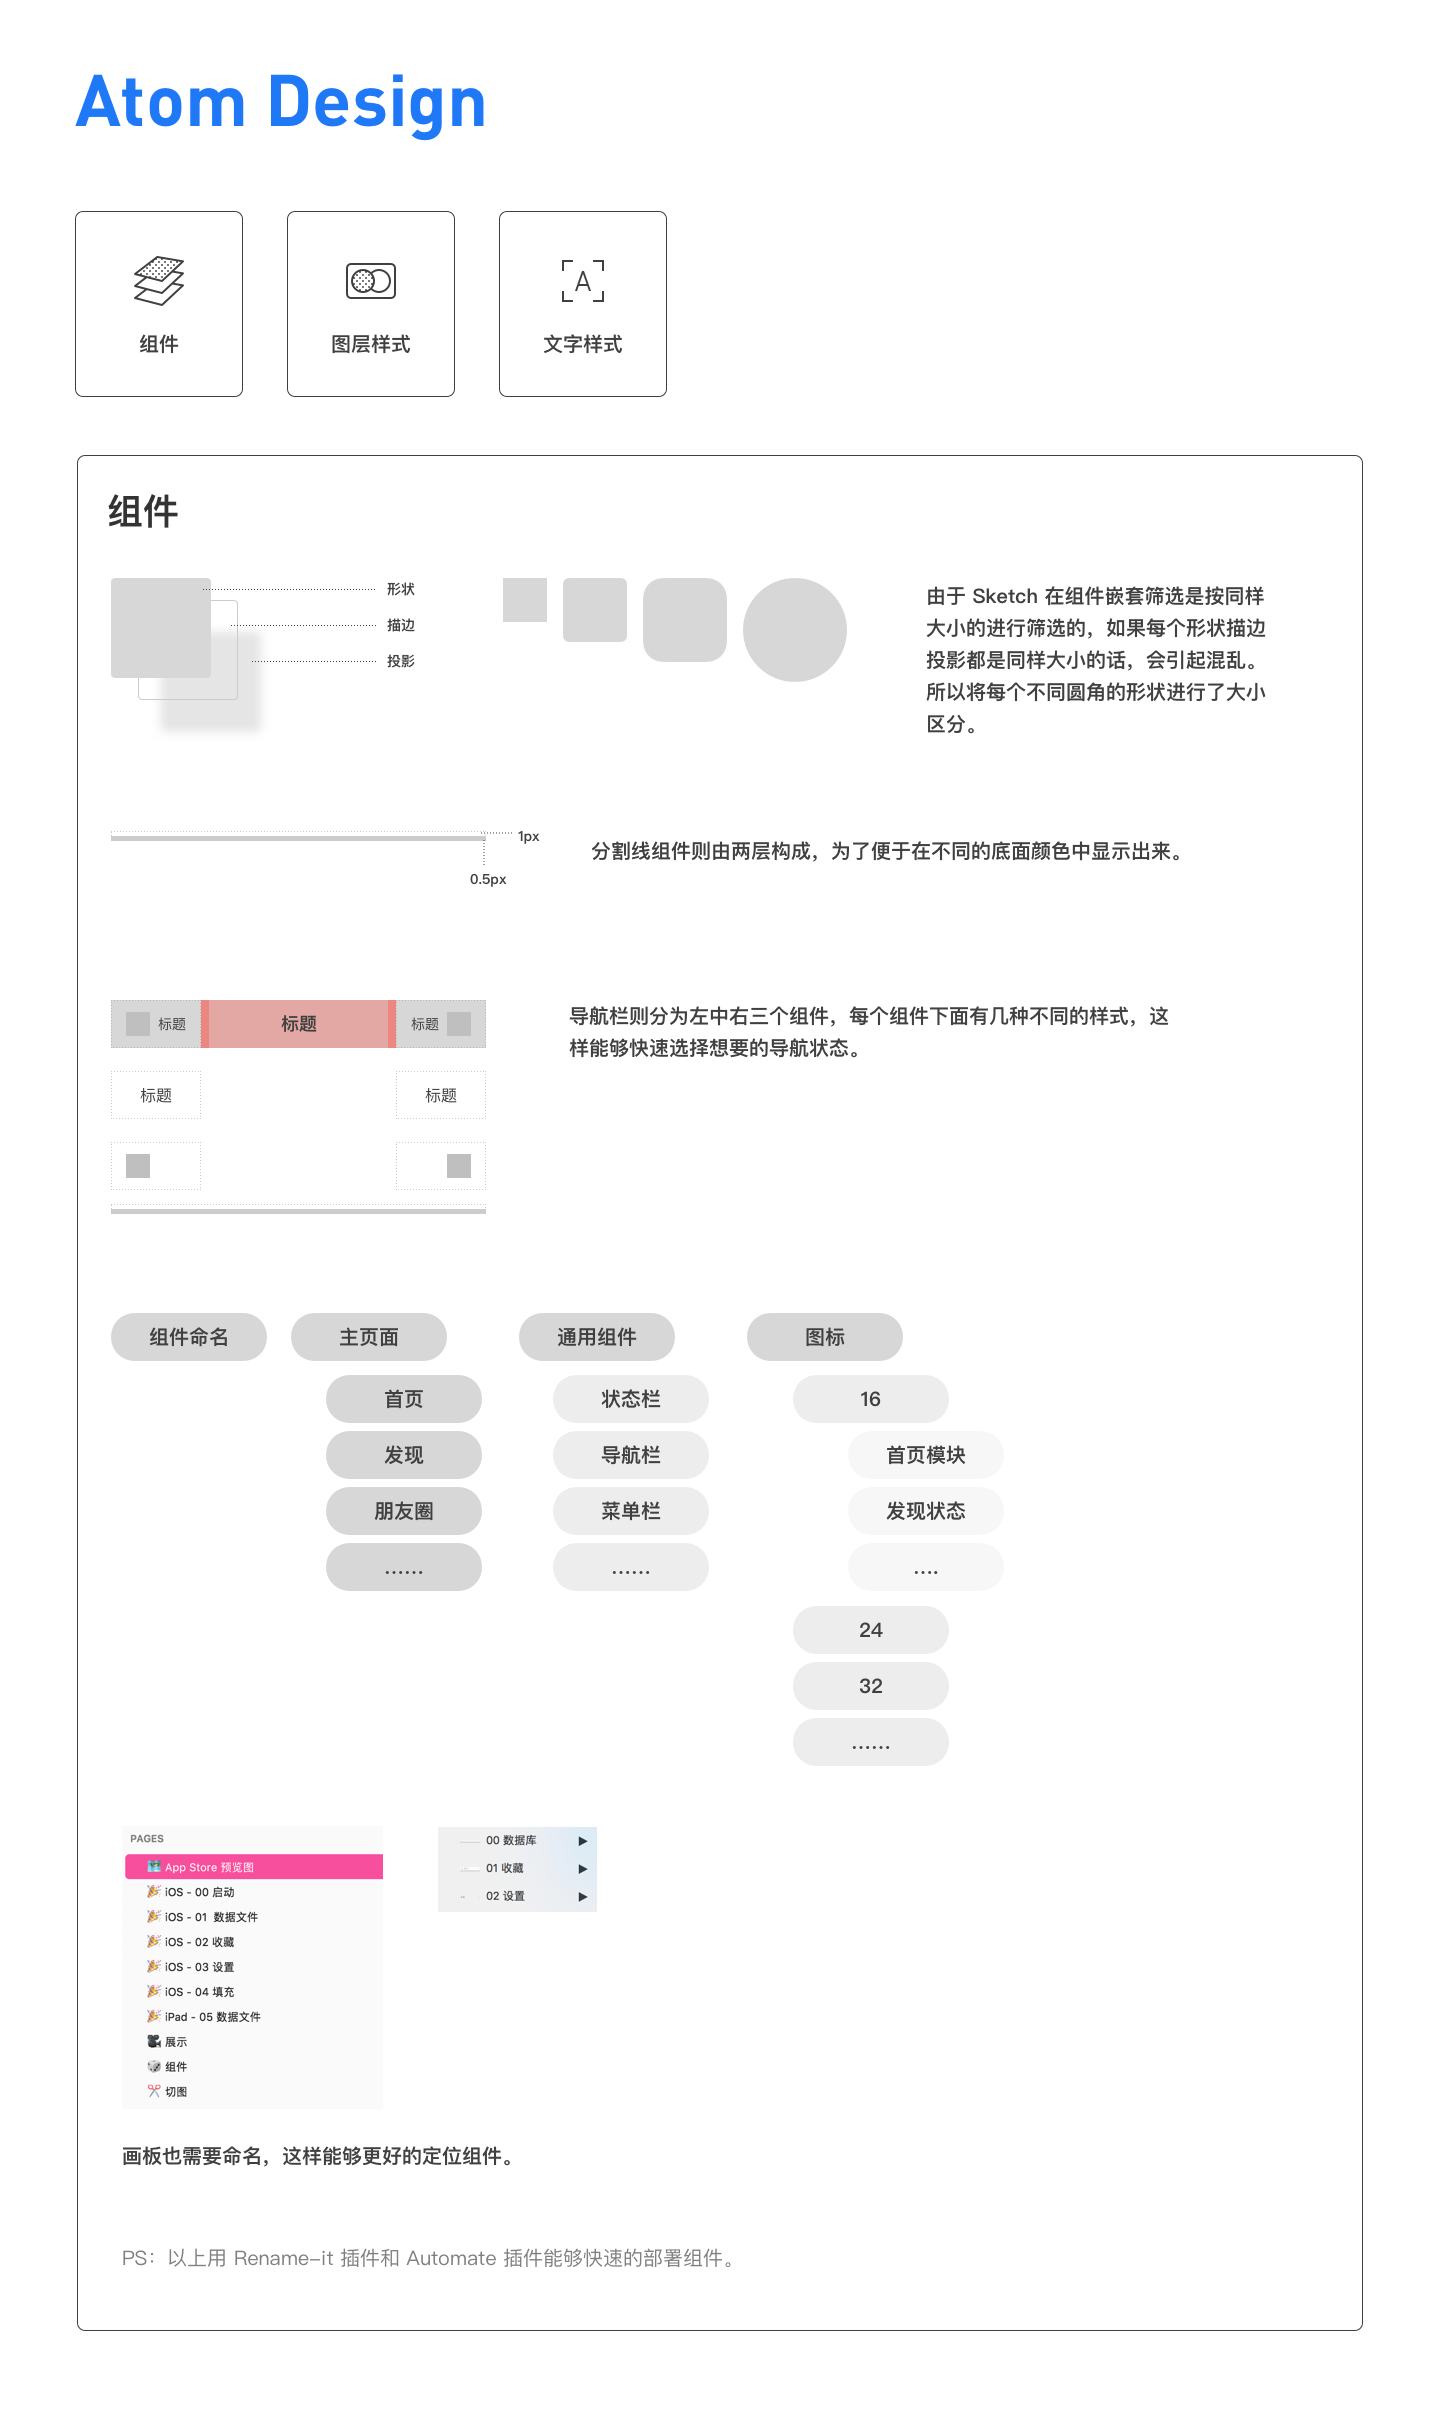 Atom Design
组件
图层样式
A
文字样式
组件
形状
描边
投影
由于 Sketch 在组件嵌套筛选是按同样
大小的进行筛选的，如果每个形状描边
投影都是同样大小的话，会引起混乱。
所以将每个不同圆角的形状进行了大小
区分。
1px
0.5px
分割线组件则由两层构成，为了便于在不同的底面颜色中显示出来。
标题
标题
标题
标题
标题
导航栏则分为左中右三个组件，每个组件下面有几种不同的样式，这
样能够快速选择想要的导航状态。
组件命名
主页面
首页
发现
朋友圈
……
通用组件
状态栏
导航栏
菜单栏
……
图标
16
首页模块
发现状态
....
24
32
……
PAGES
App Store 预览图
iOS - 00 启动
iOS - 01 数据文件
iOS - 02 收藏
iOS - 03 设置
iOS - 04 填充
iPad - 05 数据文件
展示
组件
切图
00 数据库
01 收藏
02 设置
画板也需要命名，这样能够更好的定位组件。
PS：以上用 Rename-it 插件和 Automate 插件能够快速的部署组件。